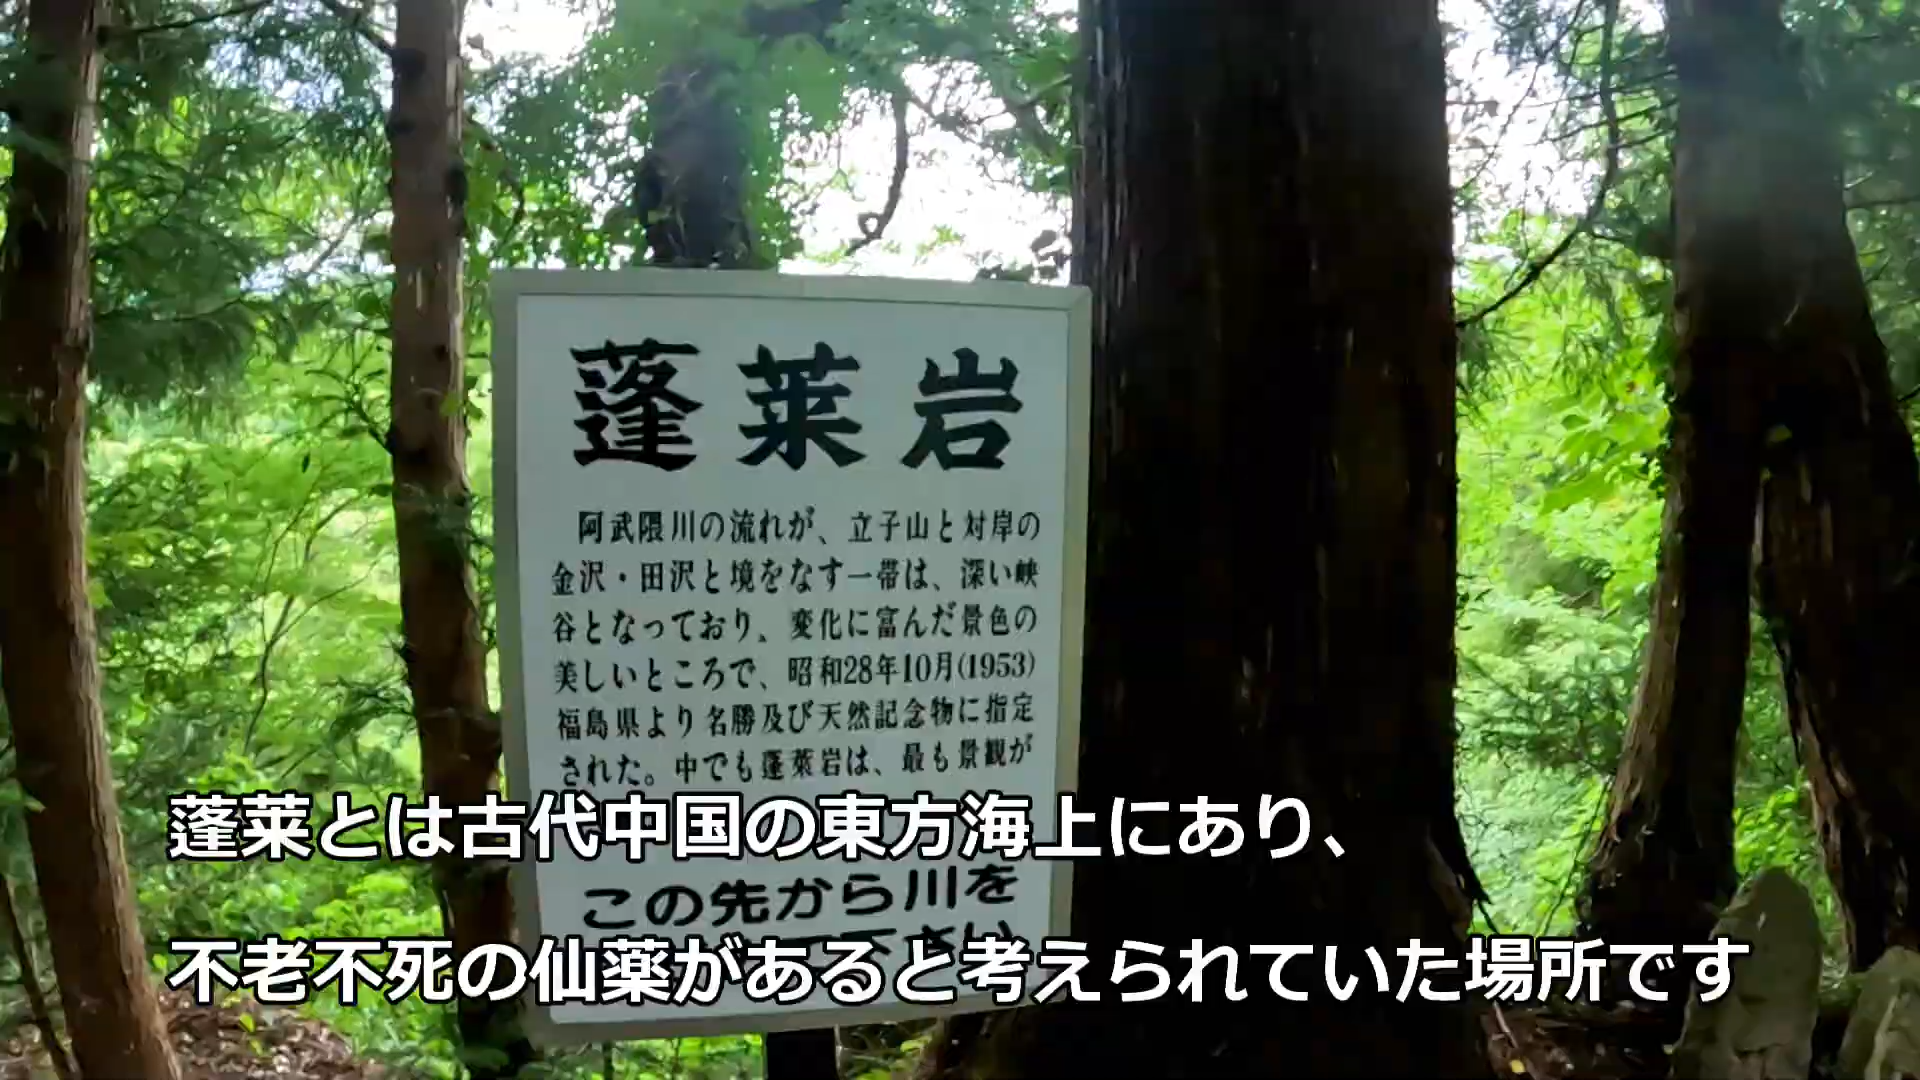 蓬莱岩
阿武隈川の流れが、立子山と対岸の
金沢・田沢と境をなす一帯は、深い峡
谷となっており、変化に富んだ景色の
美しいところで、昭和28年10月(1953)
福島県より名勝及び天然記念物に指定
された。中でも蓬莱岩は、最も景観が
蓬莱とは古代中国の東方海上にあり、
この先から川を
不老不死の仙薬があると考えられていた場所です